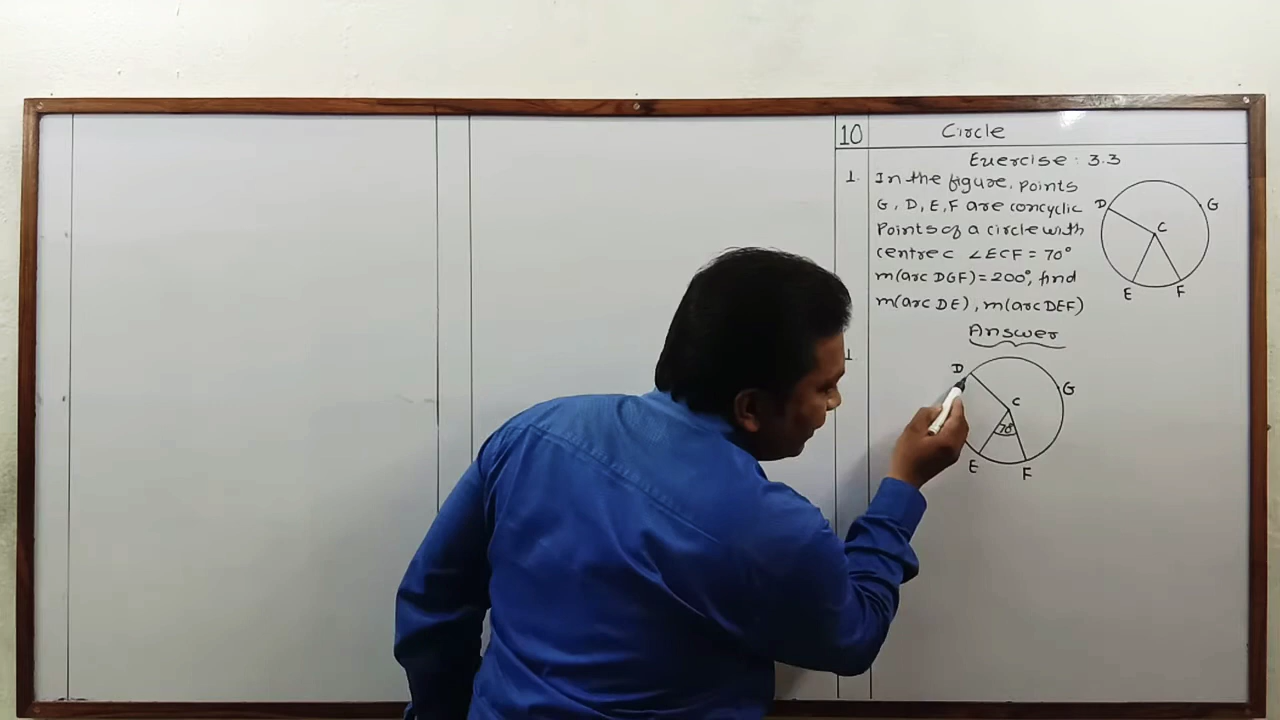 10 Circle
Exercise : 3.3
1. In the figure, points
G, D, E, F are concyclic
Points of a circle with
centre C ∠ECF = 70°
m(arc DGF) = 200°, find
m(arc DE), m(arc DEF)
D
G
C
E
F
Answer
1
D
G
C
70°
E
F